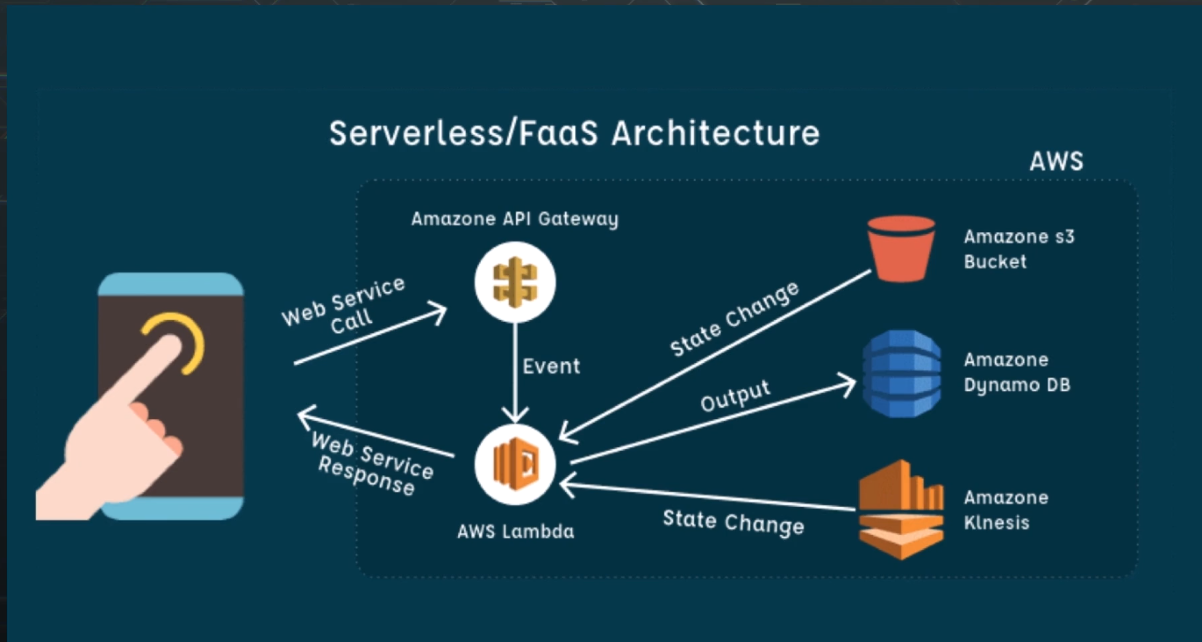 Serverless/FaaS Architecture
AWS
Amazone API Gateway
Amazone s3
Bucket
Web Service
Call
State Change
Event
Amazone
Dynamo DB
Output
Web Service
Response
Amazone
Klnesis
State Change
AWS Lambda